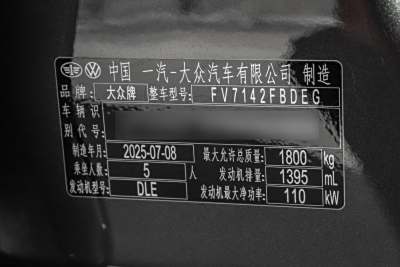 中国 一汽-大众汽车有限公司 制造
品牌 大众牌 整车型号 FV7142FBDEG
车辆识
别代号
制造年月 2025-07-08 最大允许总质量 1800 kg
乘坐人数 5 人 发动机排量 1395 mL
发动机型号 DLE 发动机最大净功率 110 kW